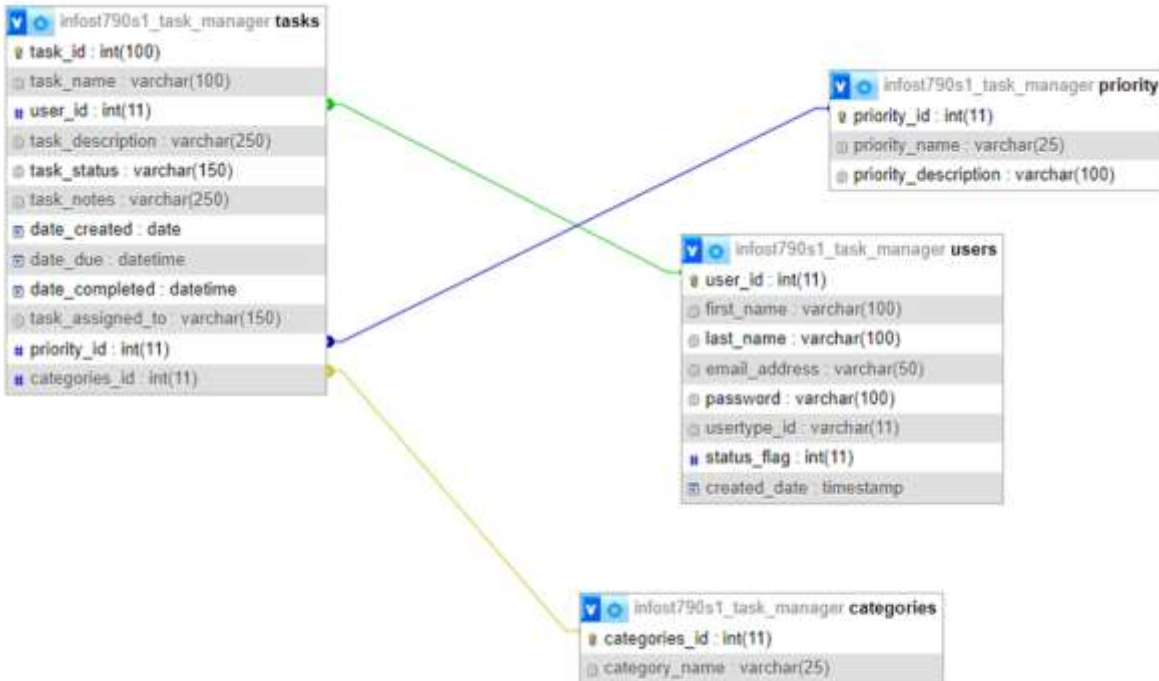 infost790s1_task_manager tasks
task_id : int(100)
task_name : varchar(100)
user_id : int(11)
task_description : varchar(250)
task_status : varchar(150)
task_notes : varchar(250)
date_created : date
date_due : datetime
date_completed : datetime
task_assigned_to : varchar(150)
priority_id : int(11)
categories_id : int(11)
infost790s1_task_manager priority
priority_id : int(11)
priority_name : varchar(25)
priority_description : varchar(100)
infost790s1_task_manager users
user_id : int(11)
first_name : varchar(100)
last_name : varchar(100)
email_address : varchar(50)
password : varchar(100)
usertype_id : varchar(11)
status_flag : int(11)
created_date : timestamp
infost790s1_task_manager categories
categories_id : int(11)
category_name : varchar(25)